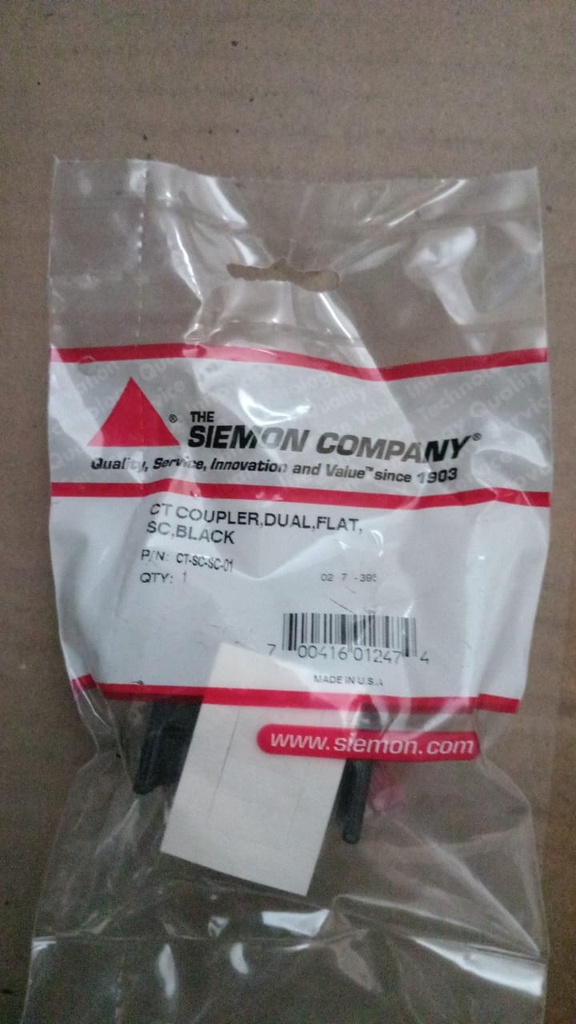 ® THE
SIEMON COMPANY®
Quality, Service, Innovation and Value™ since 1903
CT COUPLER,DUAL,FLAT,
SC,BLACK
P/N: CT-SC-SC-01
QTY: 1
7 00416 01247 4
MADE IN U.S.A
www.siemon.com